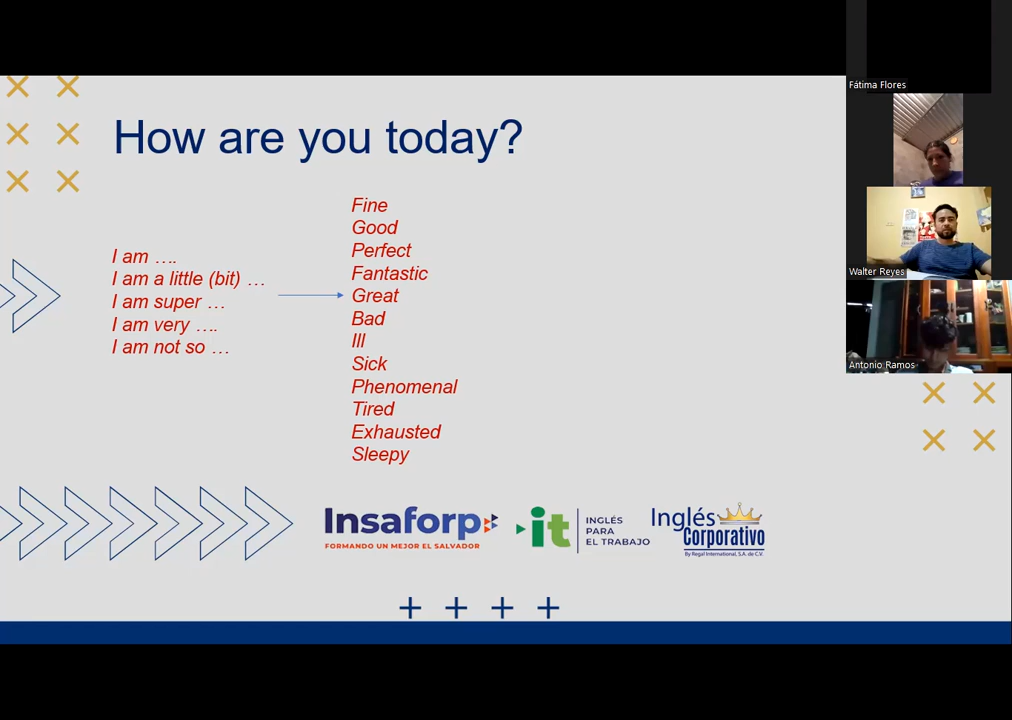 How are you today?
I am ....
I am a little (bit) ...
I am super ...
I am very ....
I am not so ...
Fine
Good
Perfect
Fantastic
Great
Bad
Ill
Sick
Phenomenal
Tired
Exhausted
Sleepy
Insaforp
FORMANDO UN MEJOR EL SALVADOR
it
INGLÉS
PARA
EL TRABAJO
Inglés
Corporativo
By Regal International, S.A. de C.V.
Fátima Flores
Walter Reyes
Antonio Ramos